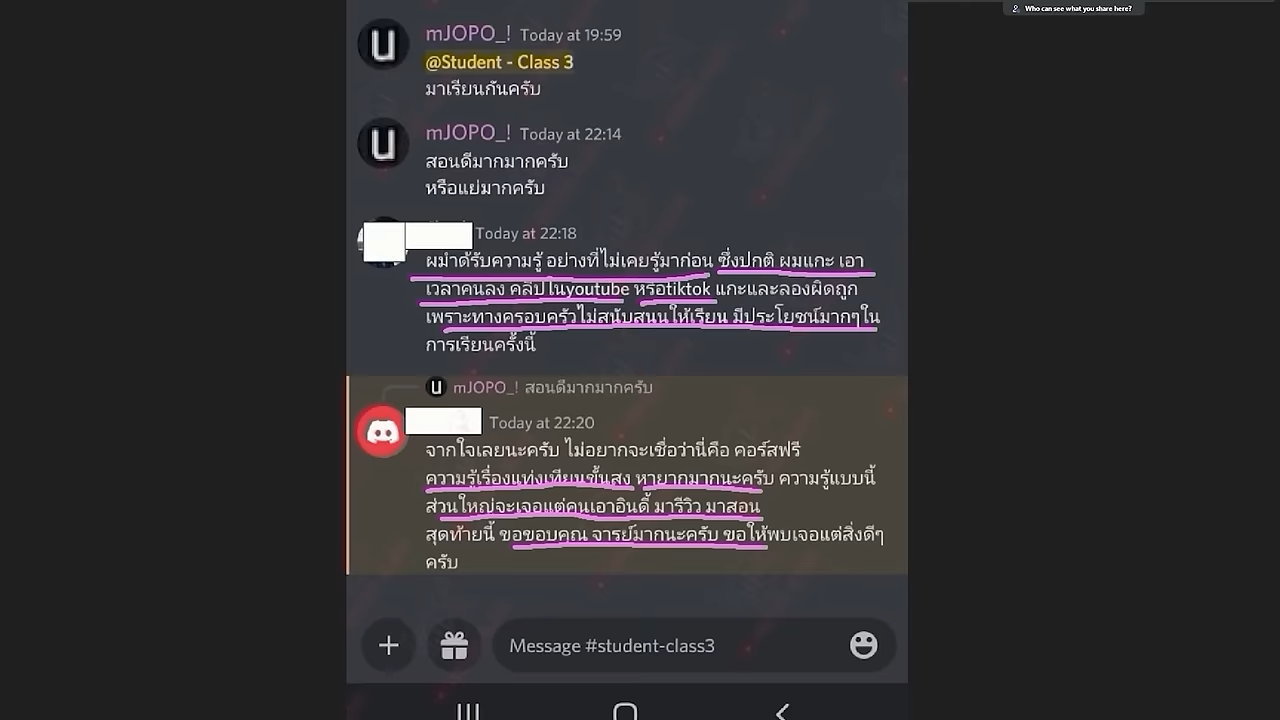 Who can see what you share here?
mJOPO_! Today at 19:59
@Student - Class 3
มาเรียนกันครับ
mJOPO_! Today at 22:14
สอนดีมากมากครับ
หรือแย่มากครับ
Today at 22:18
ผมำด้รับความรู้ อย่างที่ไม่เคยรู้มาก่อน ซึ่งปกติ ผมแกะ เอา
เวลาคนลง คลิปในyoutube หรือtiktok แกะและลองผิดถูก
เพราะทางครอบครัวไม่สนับสนุนให้เรียน มีประโยชน์มากๆใน
การเรียนครั้งนี้
mJOPO_! สอนดีมากมากครับ
Today at 22:20
จากใจเลยนะครับ ไม่อยากจะเชื่อว่านี่คือ คอร์สฟรี
ความรู้เรื่องแท่งเทียนขั้นสูง หายากมากนะครับ ความรู้แบบนี้
ส่วนใหญ่จะเจอแต่คนเอาอินดี้ มารีวิว มาสอน
สุดท้ายนี้ ขอขอบคุณ จารย์มากนะครับ ขอให้พบเจอแต่สิ่งดีๆ
ครับ
Message #student-class3